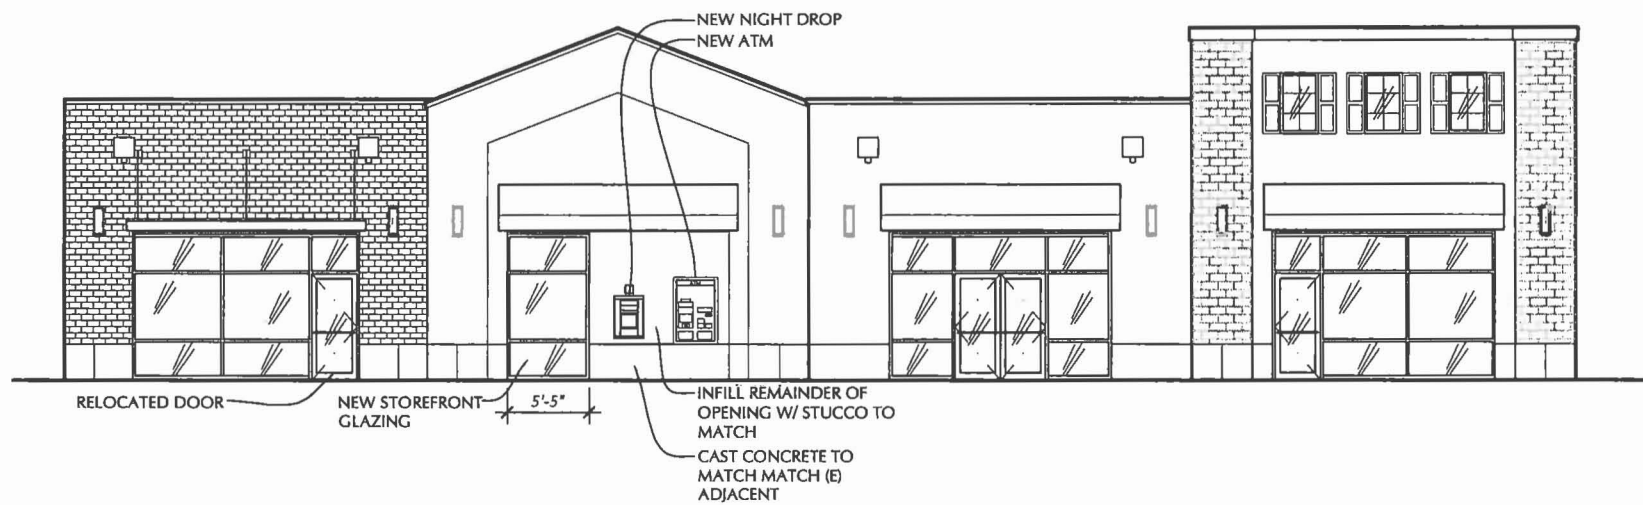 NEW NIGHT DROP
NEW ATM
ATM
RELOCATED DOOR
NEW STOREFRONT
GLAZING
5'-5"
INFILL REMAINDER OF
OPENING W/ STUCCO TO
MATCH
CAST CONCRETE TO
MATCH MATCH (E)
ADJACENT